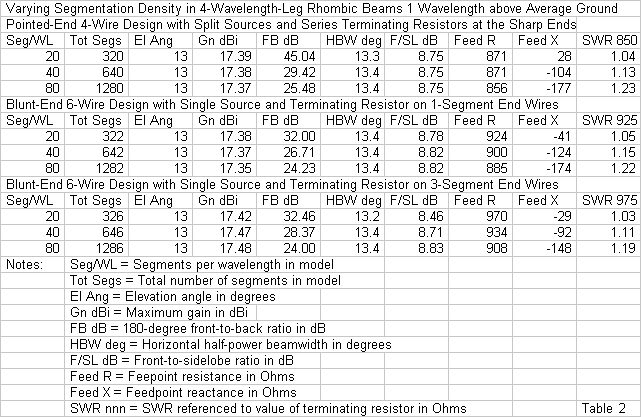 Varying Segmentation Density in 4-Wavelength-Leg Rhombic Beams 1 Wavelength above Average Ground
Pointed-End 4-Wire Design with Split Sources and Series Terminating Resistors at the Sharp Ends
Seg/WL Tot Segs El Ang Gn dBi FB dB HBW deg F/SL dB Feed R Feed X SWR 850
20 320 13 17.39 45.04 13.3 8.75 871 28 1.04
40 640 13 17.38 29.42 13.4 8.75 871 -104 1.13
80 1280 13 17.37 25.48 13.4 8.75 856 -177 1.23
Blunt-End 6-Wire Design with Single Source and Terminating Resistor on 1-Segment End Wires
Seg/WL Tot Segs El Ang Gn dBi FB dB HBW deg F/SL dB Feed R Feed X SWR 925
20 322 13 17.38 32.00 13.4 8.78 924 -41 1.05
40 642 13 17.37 26.71 13.4 8.82 900 -124 1.15
80 1282 13 17.35 24.23 13.4 8.82 885 -174 1.22
Blunt-End 6-Wire Design with Single Source and Terminating Resistor on 3-Segment End Wires
Seg/WL Tot Segs El Ang Gn dBi FB dB HBW deg F/SL dB Feed R Feed X SWR 975
20 326 13 17.42 32.46 13.2 8.46 970 -29 1.03
40 646 13 17.47 28.37 13.4 8.71 934 -92 1.11
80 1286 13 17.48 24.00 13.4 8.83 908 -148 1.19
Notes: Seg/WL = Segments per wavelength in model
Tot Segs = Total number of segments in model
El Ang = Elevation angle in degrees
Gn dBi = Maximum gain in dBi
FB dB = 180-degree front-to-back ratio in dB
HBW deg = Horizontal half-power beamwidth in degrees
F/SL dB = Front-to-sidelobe ratio in dB
Feed R = Feepoint resistance in Ohms
Feed X = Feedpoint reactance in Ohms
SWR nnn = SWR referenced to value of terminating resistor in Ohms Table 2